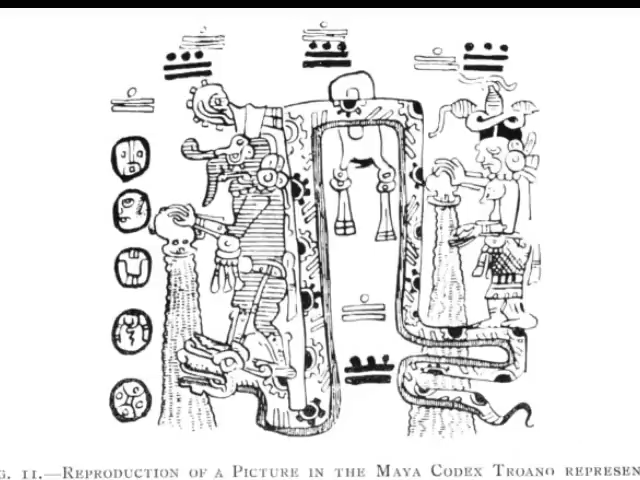 G. 11.—REPRODUCTION OF A PICTURE IN THE MAYA CODEX TROANO REPRESEN